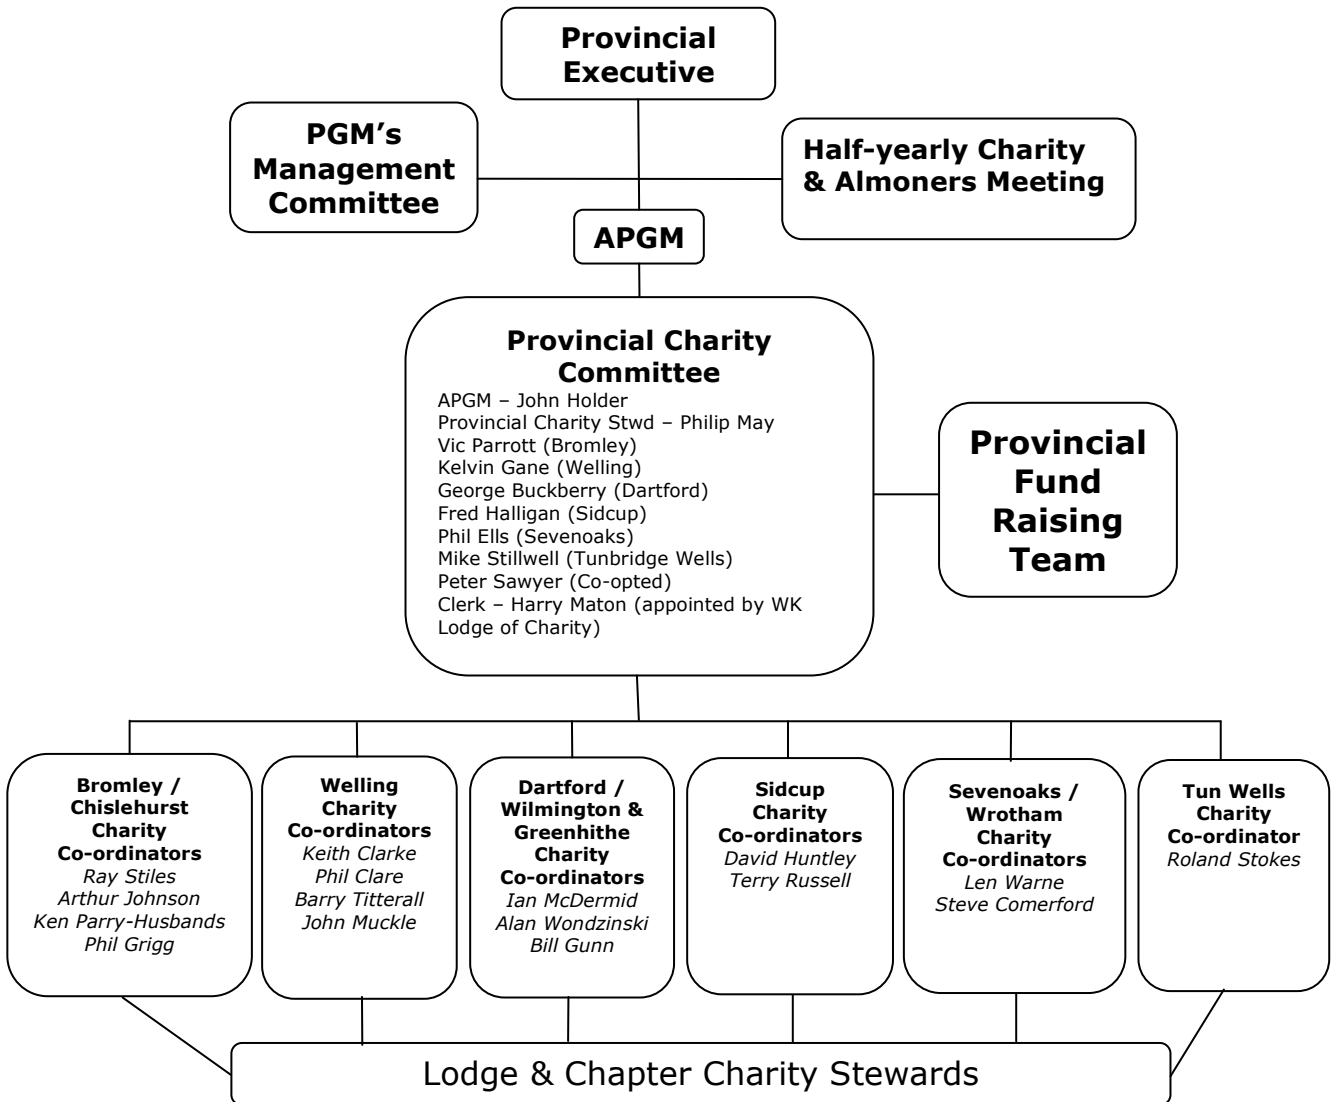 Provincial
Executive
PGM’s
Management
Committee
Half-yearly Charity
& Almoners Meeting
APGM
Provincial Charity
Committee
APGM – John Holder
Provincial Charity Stwd – Philip May
Vic Parrott (Bromley)
Kelvin Gane (Welling)
George Buckberry (Dartford)
Fred Halligan (Sidcup)
Phil Ells (Sevenoaks)
Mike Stillwell (Tunbridge Wells)
Peter Sawyer (Co-opted)
Clerk – Harry Maton (appointed by WK
Lodge of Charity)
Provincial
Fund
Raising
Team
Bromley /
Chislehurst
Charity
Co-ordinators
Ray Stiles
Arthur Johnson
Ken Parry-Husbands
Phil Grigg
Welling
Charity
Co-ordinators
Keith Clarke
Phil Clare
Barry Titterall
John Muckle
Dartford /
Wilmington &
Greenhithe
Charity
Co-ordinators
Ian McDermid
Alan Wondzinski
Bill Gunn
Sidcup
Charity
Co-ordinators
David Huntley
Terry Russell
Sevenoaks /
Wrotham
Charity
Co-ordinators
Len Warne
Steve Comerford
Tun Wells
Charity
Co-ordinator
Roland Stokes
Lodge & Chapter Charity Stewards